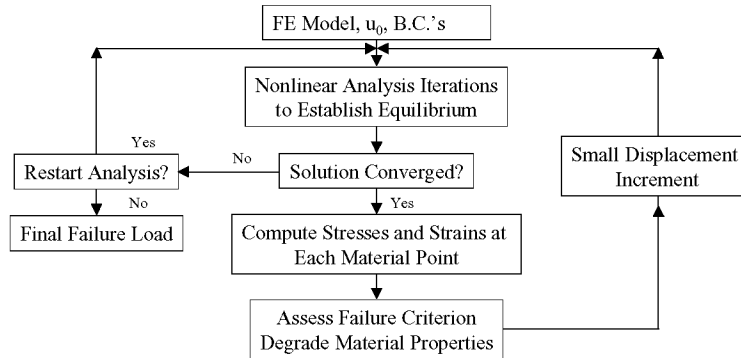 FE Model, u0, B.C.'s
Nonlinear Analysis Iterations
to Establish Equilibrium
Yes
No
Restart Analysis?
Solution Converged?
Small Displacement
Increment
No
Yes
Final Failure Load
Compute Stresses and Strains at
Each Material Point
Assess Failure Criterion
Degrade Material Properties